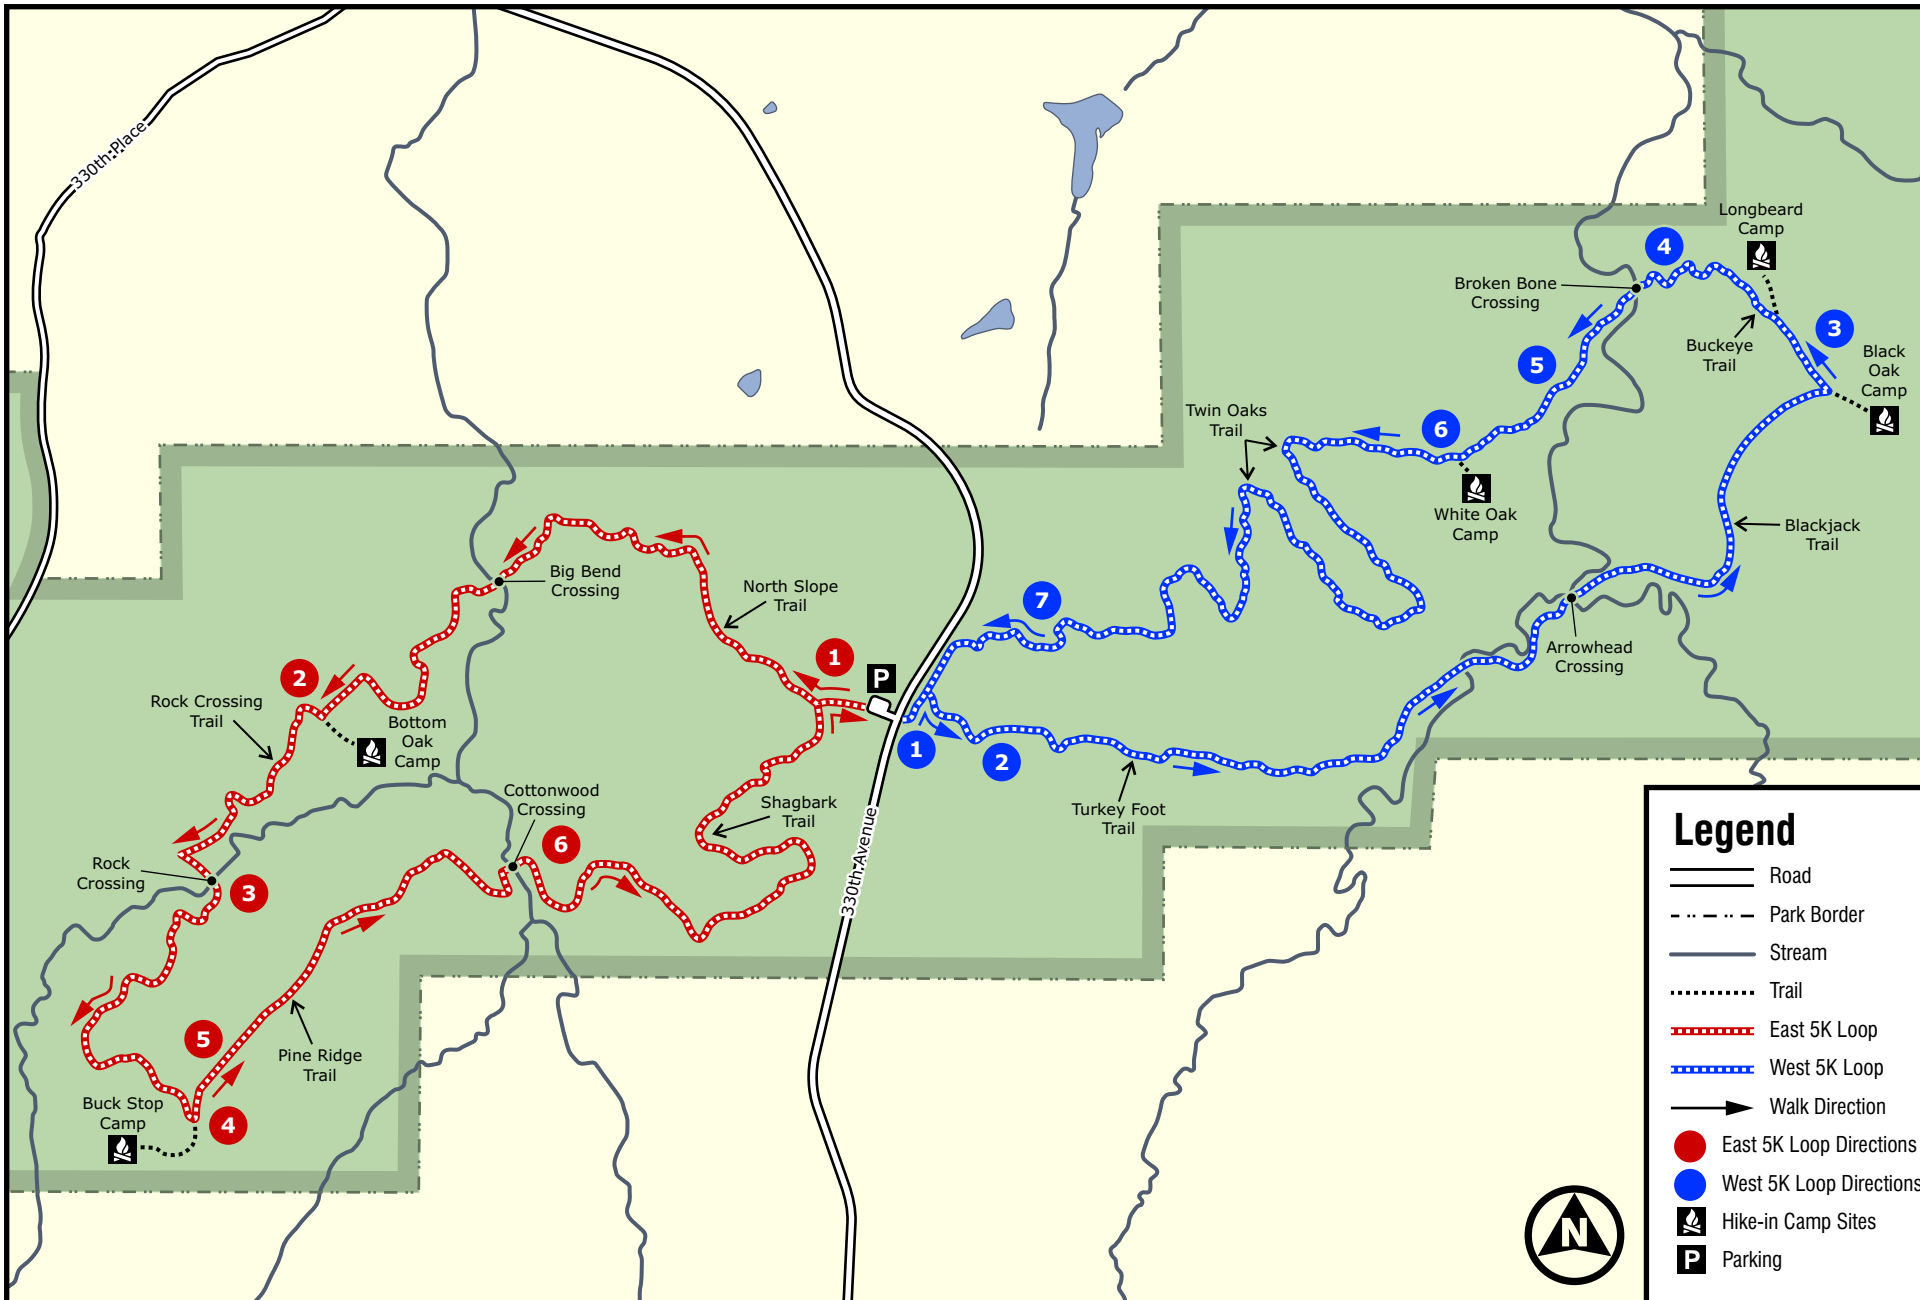 330th Place
Longbeard
Camp
4
Broken Bone
Crossing
3
Buckeye
Trail
Black
Oak
Camp
5
Twin Oaks
Trail
6
White Oak
Camp
Blackjack
Trail
Big Bend
Crossing
North Slope
Trail
7
Arrowhead
Crossing
1
P
2
Rock Crossing
Trail
Bottom
Oak
Camp
1
2
Turkey Foot
Trail
Cottonwood
Crossing
Shagbark
Trail
6
330th Avenue
Rock
Crossing
3
5
Pine Ridge
Trail
Buck Stop
Camp
4
N
Legend
Road
Park Border
Stream
Trail
East 5K Loop
West 5K Loop
Walk Direction
East 5K Loop Directions
West 5K Loop Directions
Hike-in Camp Sites
P Parking